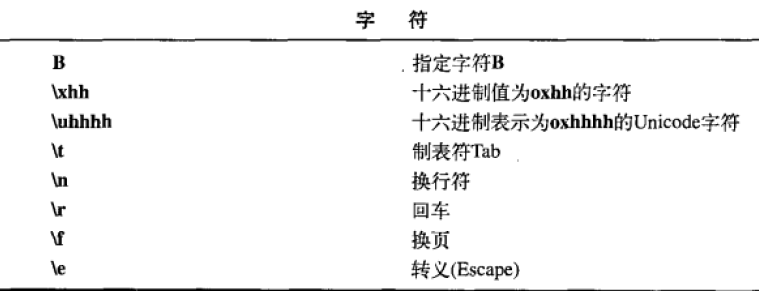 字 符
B 指定字符B
\xhh 十六进制值为oxhh的字符
\uhhhh 十六进制表示为oxhhhh的Unicode字符
\t 制表符Tab
\n 换行符
\r 回车
\f 换页
\e 转义(Escape)